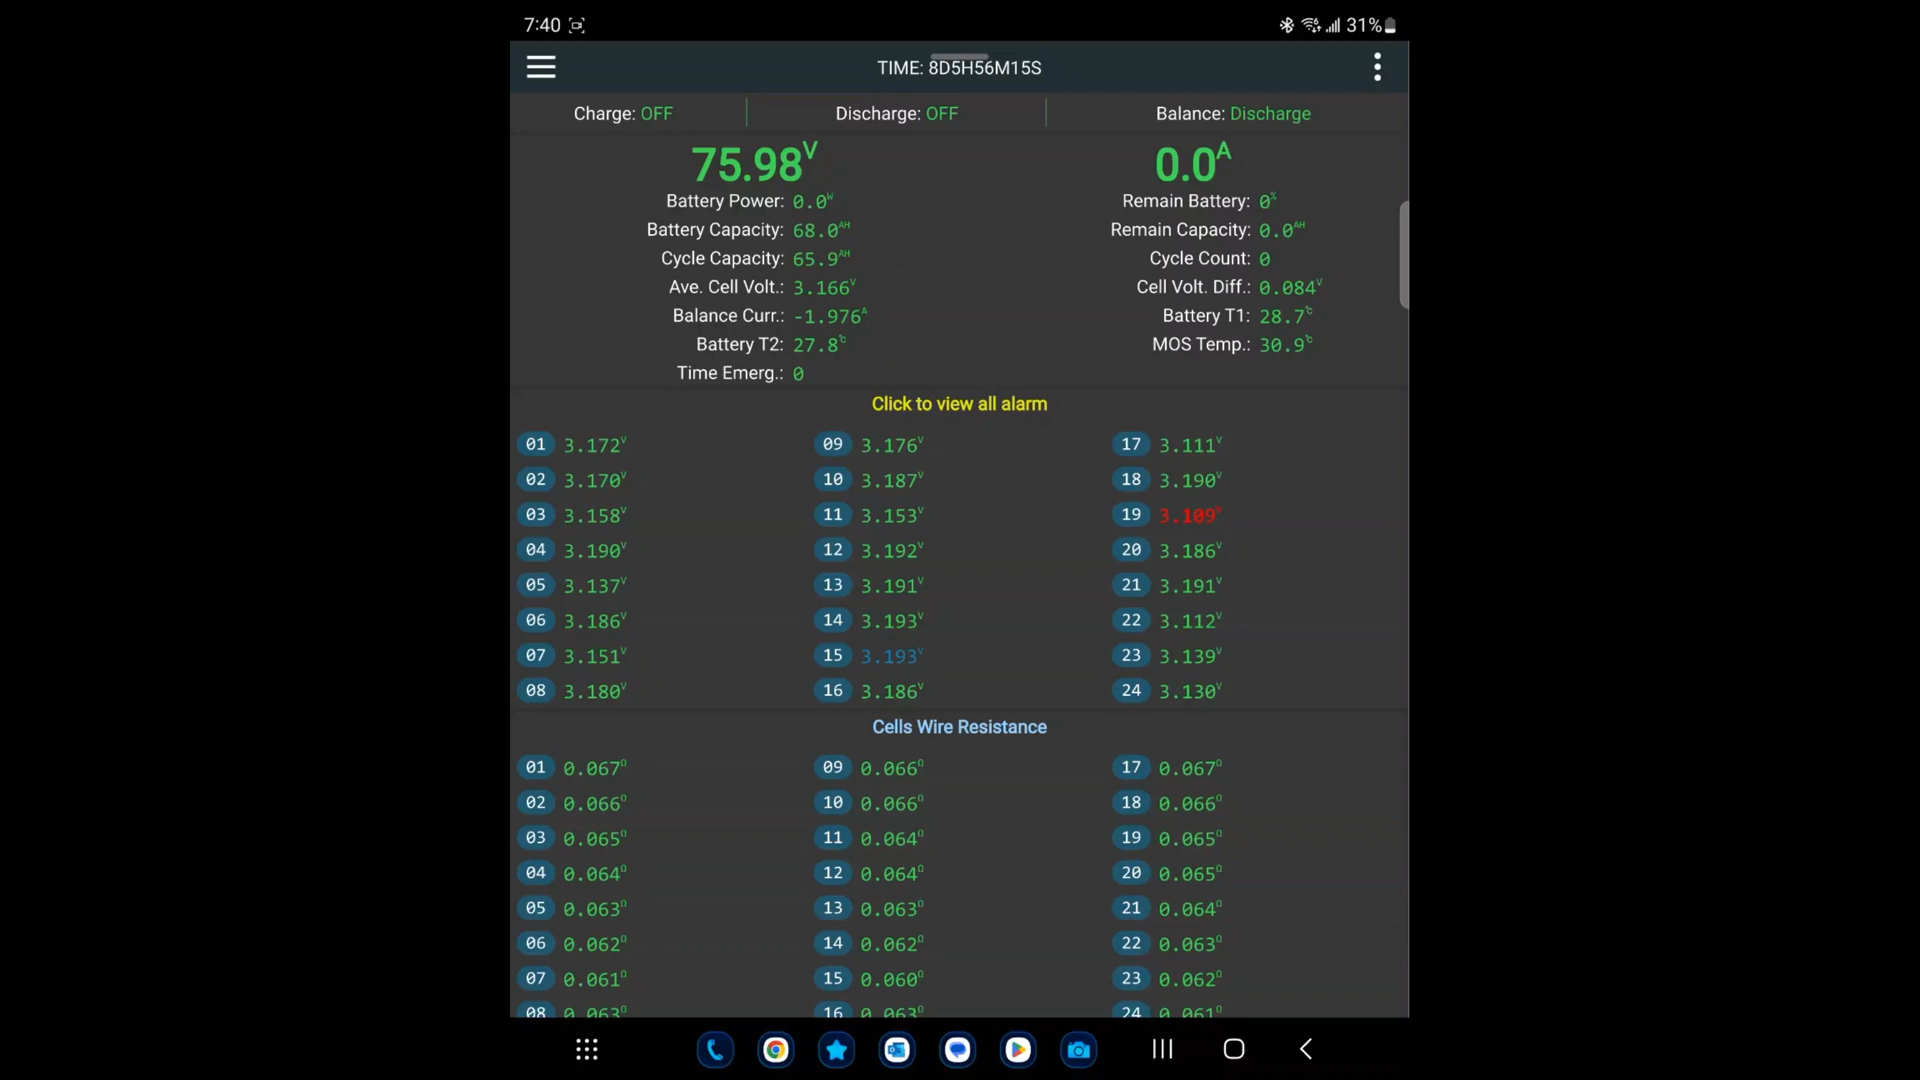 7:40 31%
TIME: 8D5H56M15S
Charge: OFF Discharge: OFF Balance: Discharge
75.98V 0.0A
Battery Power: 0.0W Remain Battery: 0%
Battery Capacity: 68.0AH Remain Capacity: 0.0AH
Cycle Capacity: 65.9AH Cycle Count: 0
Ave. Cell Volt.: 3.166V Cell Volt. Diff.: 0.084V
Balance Curr.: -1.976A Battery T1: 28.7℃
Battery T2: 27.8℃ MOS Temp.: 30.9℃
Time Emerg.: 0
Click to view all alarm
01 3.172V 09 3.176V 17 3.111V
02 3.170V 10 3.187V 18 3.190V
03 3.158V 11 3.153V 19 3.109V
04 3.190V 12 3.192V 20 3.186V
05 3.137V 13 3.191V 21 3.191V
06 3.186V 14 3.193V 22 3.112V
07 3.151V 15 3.193V 23 3.139V
08 3.180V 16 3.186V 24 3.130V
Cells Wire Resistance
01 0.067Ω 09 0.066Ω 17 0.067Ω
02 0.066Ω 10 0.066Ω 18 0.066Ω
03 0.065Ω 11 0.064Ω 19 0.065Ω
04 0.064Ω 12 0.064Ω 20 0.065Ω
05 0.063Ω 13 0.063Ω 21 0.064Ω
06 0.062Ω 14 0.062Ω 22 0.063Ω
07 0.061Ω 15 0.060Ω 23 0.062Ω
08 0.063Ω 16 0.063Ω 24 0.061Ω